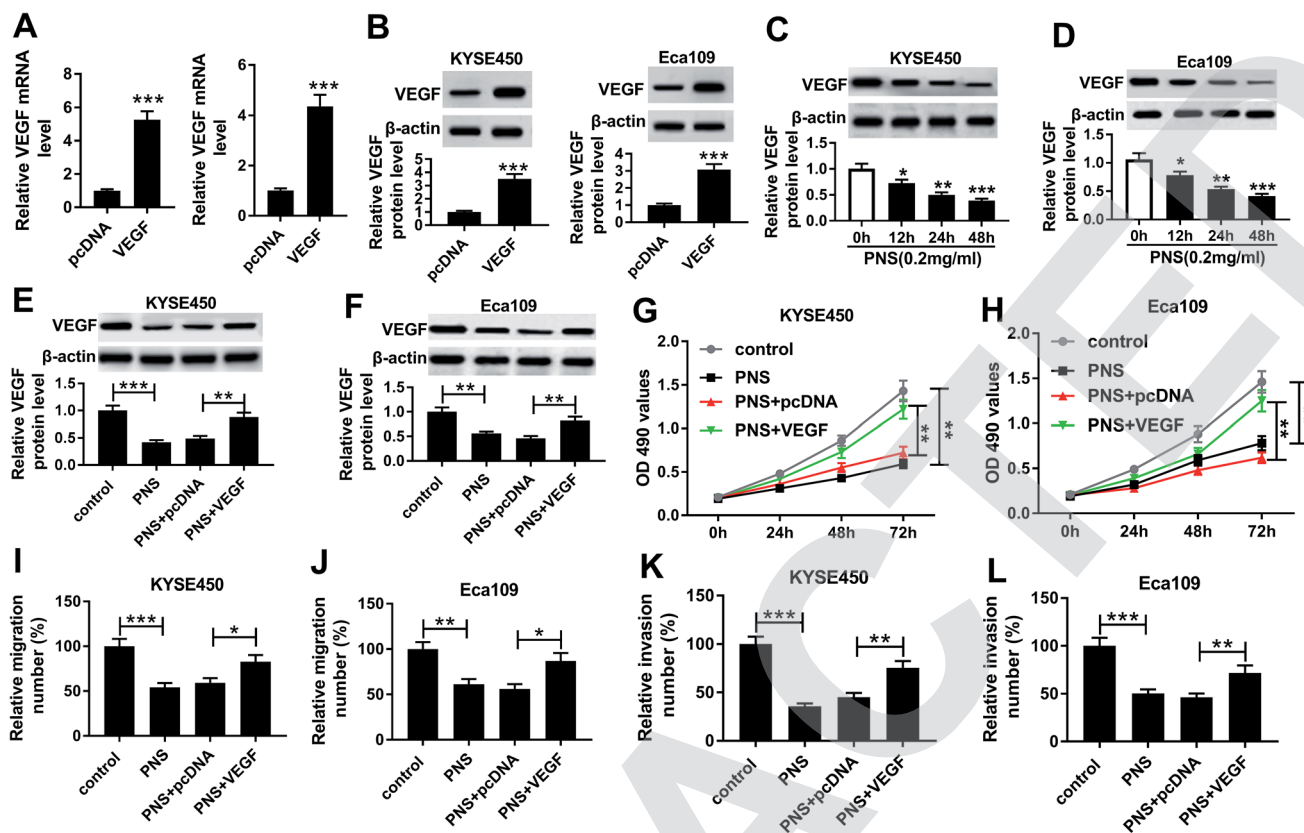 A
Relative VEGF mRNA
level
8
6
4
2
0
***
pcDNA
VEGF
Relative VEGF mRNA
level
6
4
2
0
***
pcDNA
VEGF
B
KYSE450
VEGF
β-actin
Relative VEGF
protein level
5
4
3
2
1
0
***
pcDNA
VEGF
Eca109
VEGF
β-actin
Relative VEGF
protein level
4
3
2
1
0
***
pcDNA
VEGF
C
KYSE450
VEGF
β-actin
Relative VEGF
protein level
1.5
1.0
0.5
0.0
*
**
***
0h 12h 24h 48h
PNS(0.2mg/ml)
D
Eca109
VEGF
β-actin
Relative VEGF
protein level
1.5
1.0
0.5
0.0
*
**
***
0h 12h 24h 48h
PNS(0.2mg/ml)
E
KYSE450
VEGF
β-actin
Relative VEGF
protein level
1.5
1.0
0.5
0.0
***
**
control
PNS
PNS+pcDNA
PNS+VEGF
F
Eca109
VEGF
β-actin
Relative VEGF
protein level
1.5
1.0
0.5
0.0
**
**
control
PNS
PNS+pcDNA
PNS+VEGF
G
KYSE450
OD 490 values
2.0
1.5
1.0
0.5
0.0
control
PNS
PNS+pcDNA
PNS+VEGF
**
**
0h 24h 48h 72h
H
Eca109
OD 490 values
2.0
1.5
1.0
0.5
0.0
control
PNS
PNS+pcDNA
PNS+VEGF
**
0h 24h 48h 72h
I
KYSE450
Relative migration
number (%)
150
100
50
0
***
*
control
PNS
PNS+pcDNA
PNS+VEGF
J
Eca109
Relative migration
number (%)
150
100
50
0
**
*
control
PNS
PNS+pcDNA
PNS+VEGF
K
KYSE450
Relative invasion
number (%)
150
100
50
0
***
**
control
PNS
PNS+pcDNA
PNS+VEGF
L
Eca109
Relative invasion
number (%)
150
100
50
0
***
**
control
PNS
PNS+pcDNA
PNS+VEGF